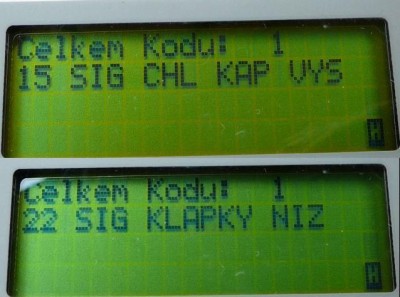 Celkem Kodu: 1
15 SIG CHL KAP VYS
H
Celkem Kodu: 1
22 SIG KLAPKY NIZ
H